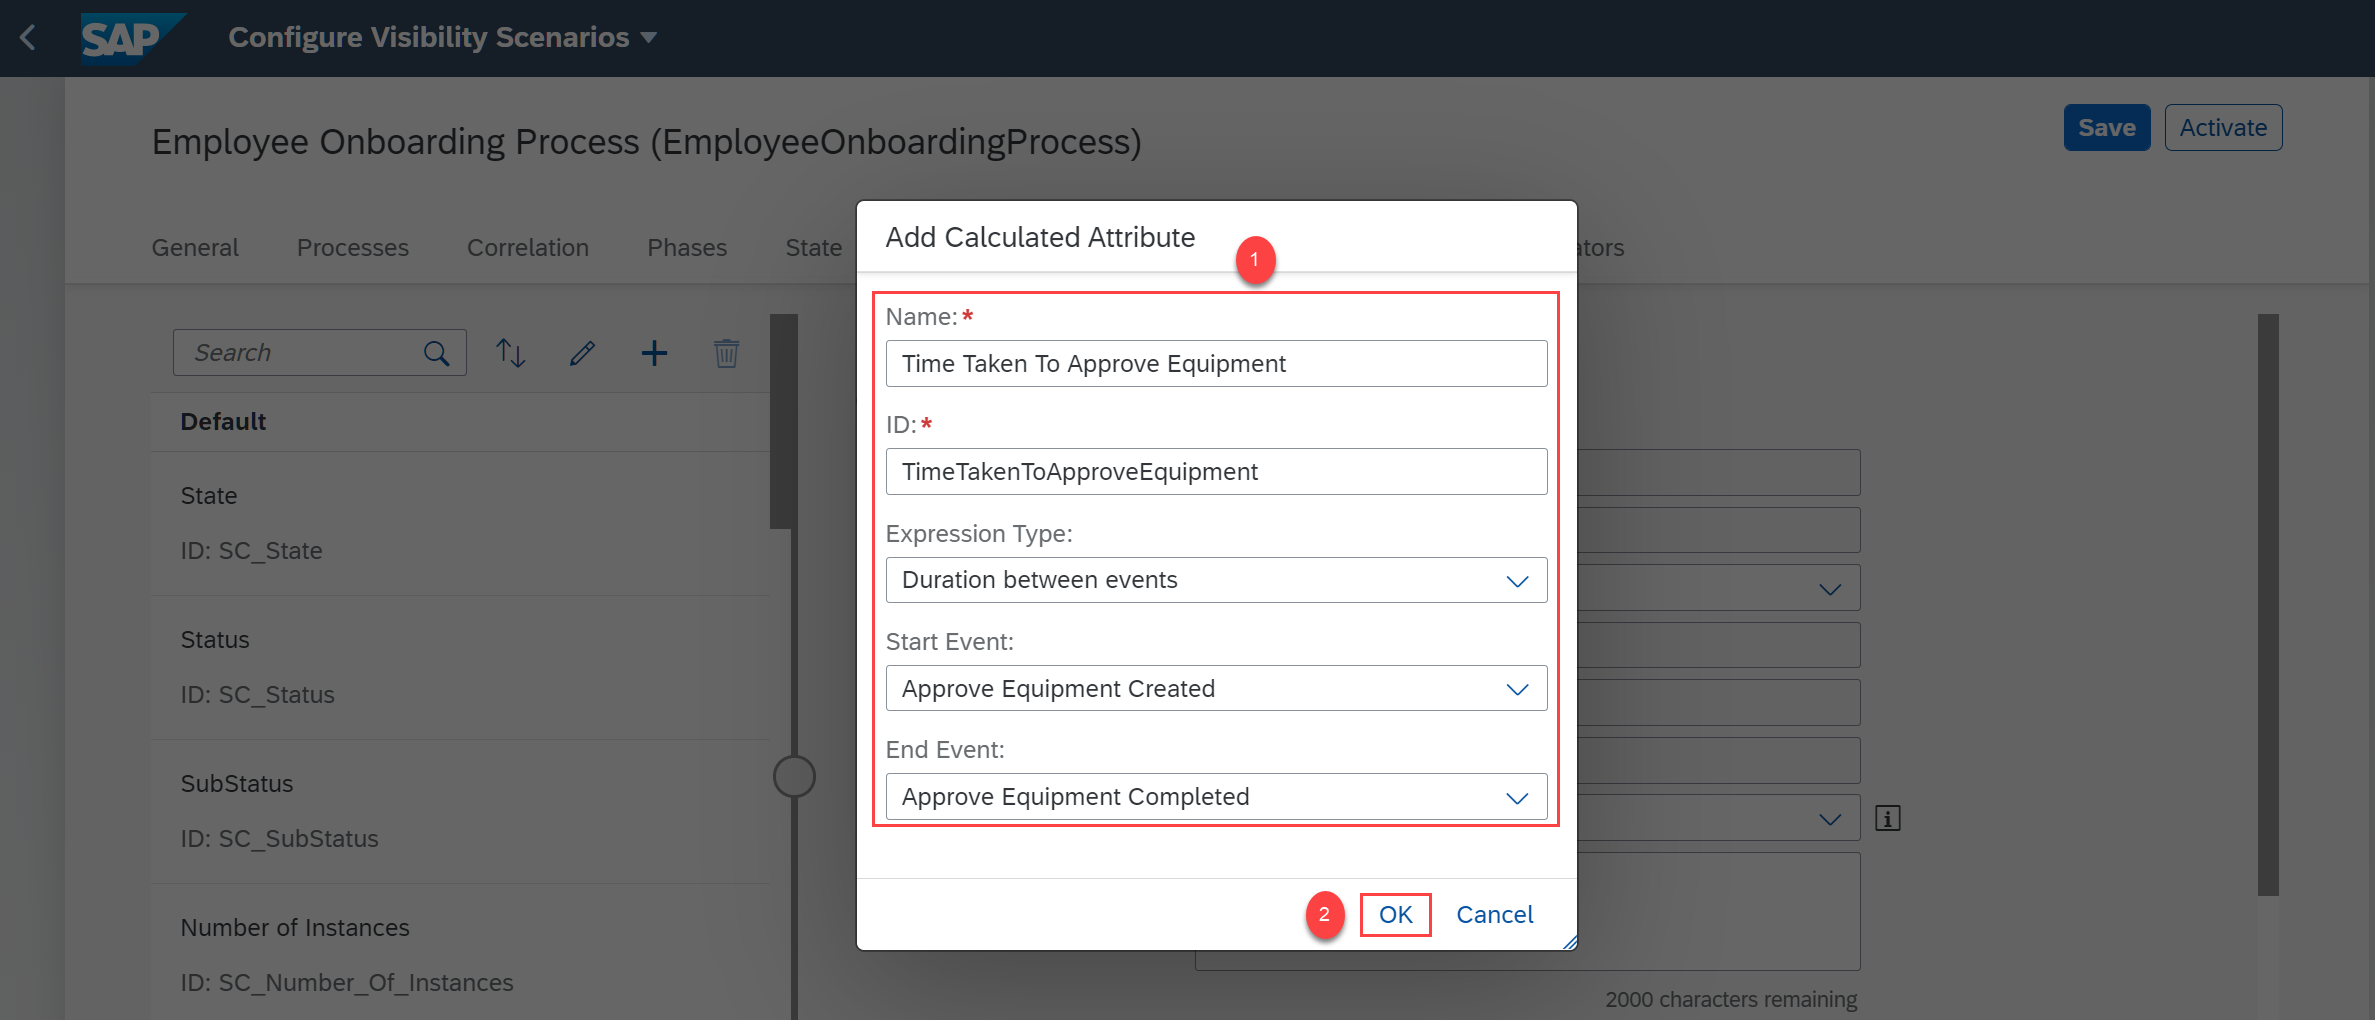 SAP
Configure Visibility Scenarios
Employee Onboarding Process (EmployeeOnboardingProcess)
Save
Activate
General
Processes
Correlation
Phases
State
ators
Search
Default
State
ID: SC_State
Status
ID: SC_Status
SubStatus
ID: SC_SubStatus
Number of Instances
ID: SC_Number_Of_Instances
Add Calculated Attribute
1
Name:*
Time Taken To Approve Equipment
ID:*
TimeTakenToApproveEquipment
Expression Type:
Duration between events
Start Event:
Approve Equipment Created
End Event:
Approve Equipment Completed
2
OK
Cancel
2000 characters remaining